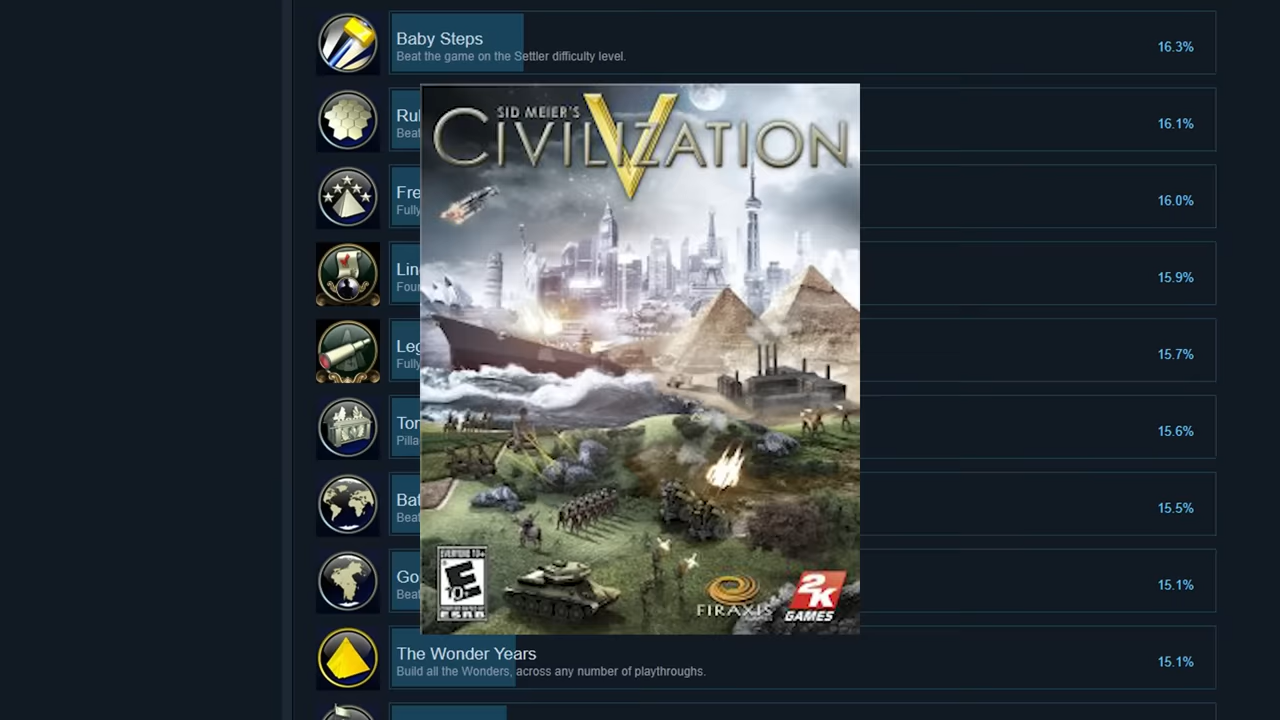 Baby Steps
Beat the game on the Settler difficulty level.
16.3%
SID MEIER'S
CIVILIZATION
V
Rul
Beat
16.1%
Fre
Fully
16.0%
Lin
Foun
15.9%
Leg
Fully
15.7%
Tom
Pilla
15.6%
Bat
Beat
15.5%
Go
Beat
15.1%
EVERYONE 10+
E
10+
ESRB
FIRAXIS
GAMES
2K
GAMES
The Wonder Years
Build all the Wonders, across any number of playthroughs.
15.1%